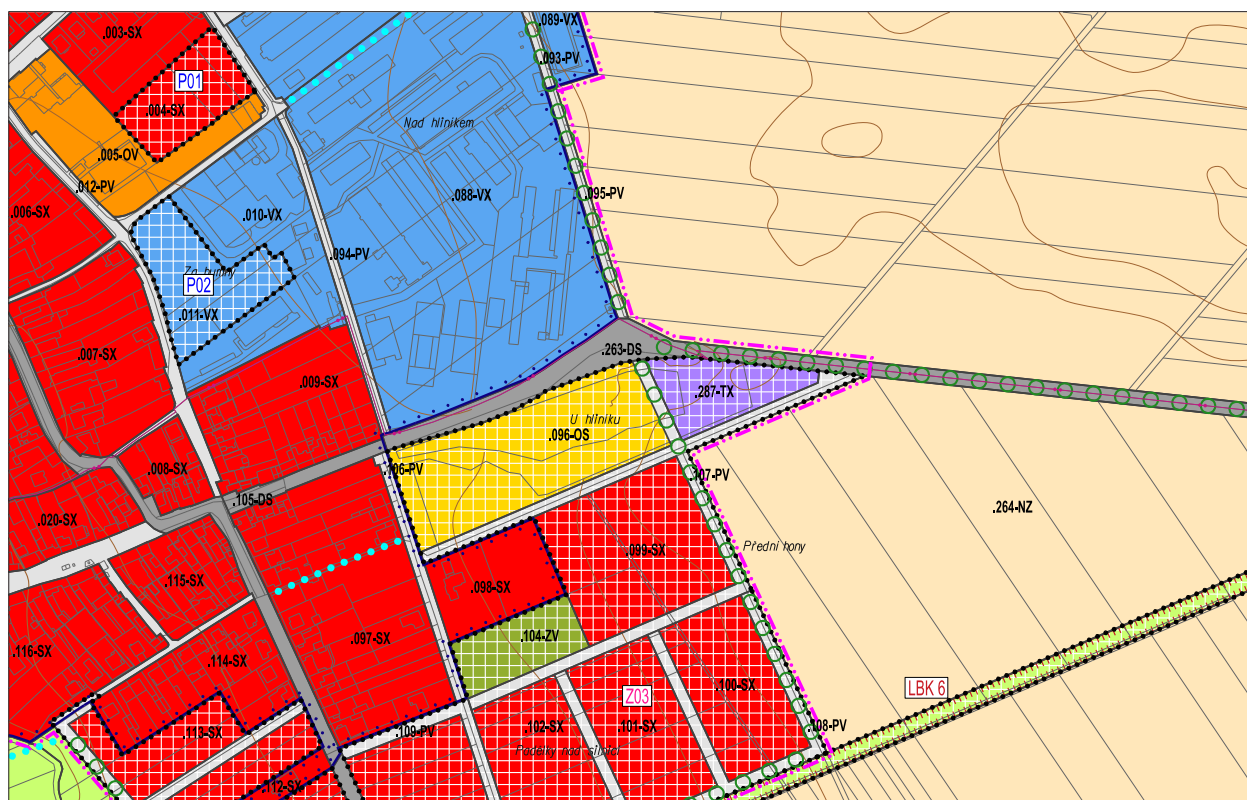 .003-SX
.089-VX
.093-PV
P01
.004-SX
Nad hliníkem
.005-OV
.012-PV
.006-SX
.010-VX
.088-VX
.095-PV
.094-PV
P02
.011-VX
.007-SX
.009-SX
.263-DS
.287-TX
U hliníku
.096-OS
.008-SX
.106-PV
.107-PV
.105-DS
.020-SX
.264-NZ
Přední hony
.099-SX
.115-SX
.098-SX
.104-ZV
.097-SX
.116-SX
.114-SX
LBK 6
.100-SX
Z03
.113-SX
.109-PV
.102-SX
.101-SX
.108-PV
Podělky nad silnicí
.112-SX